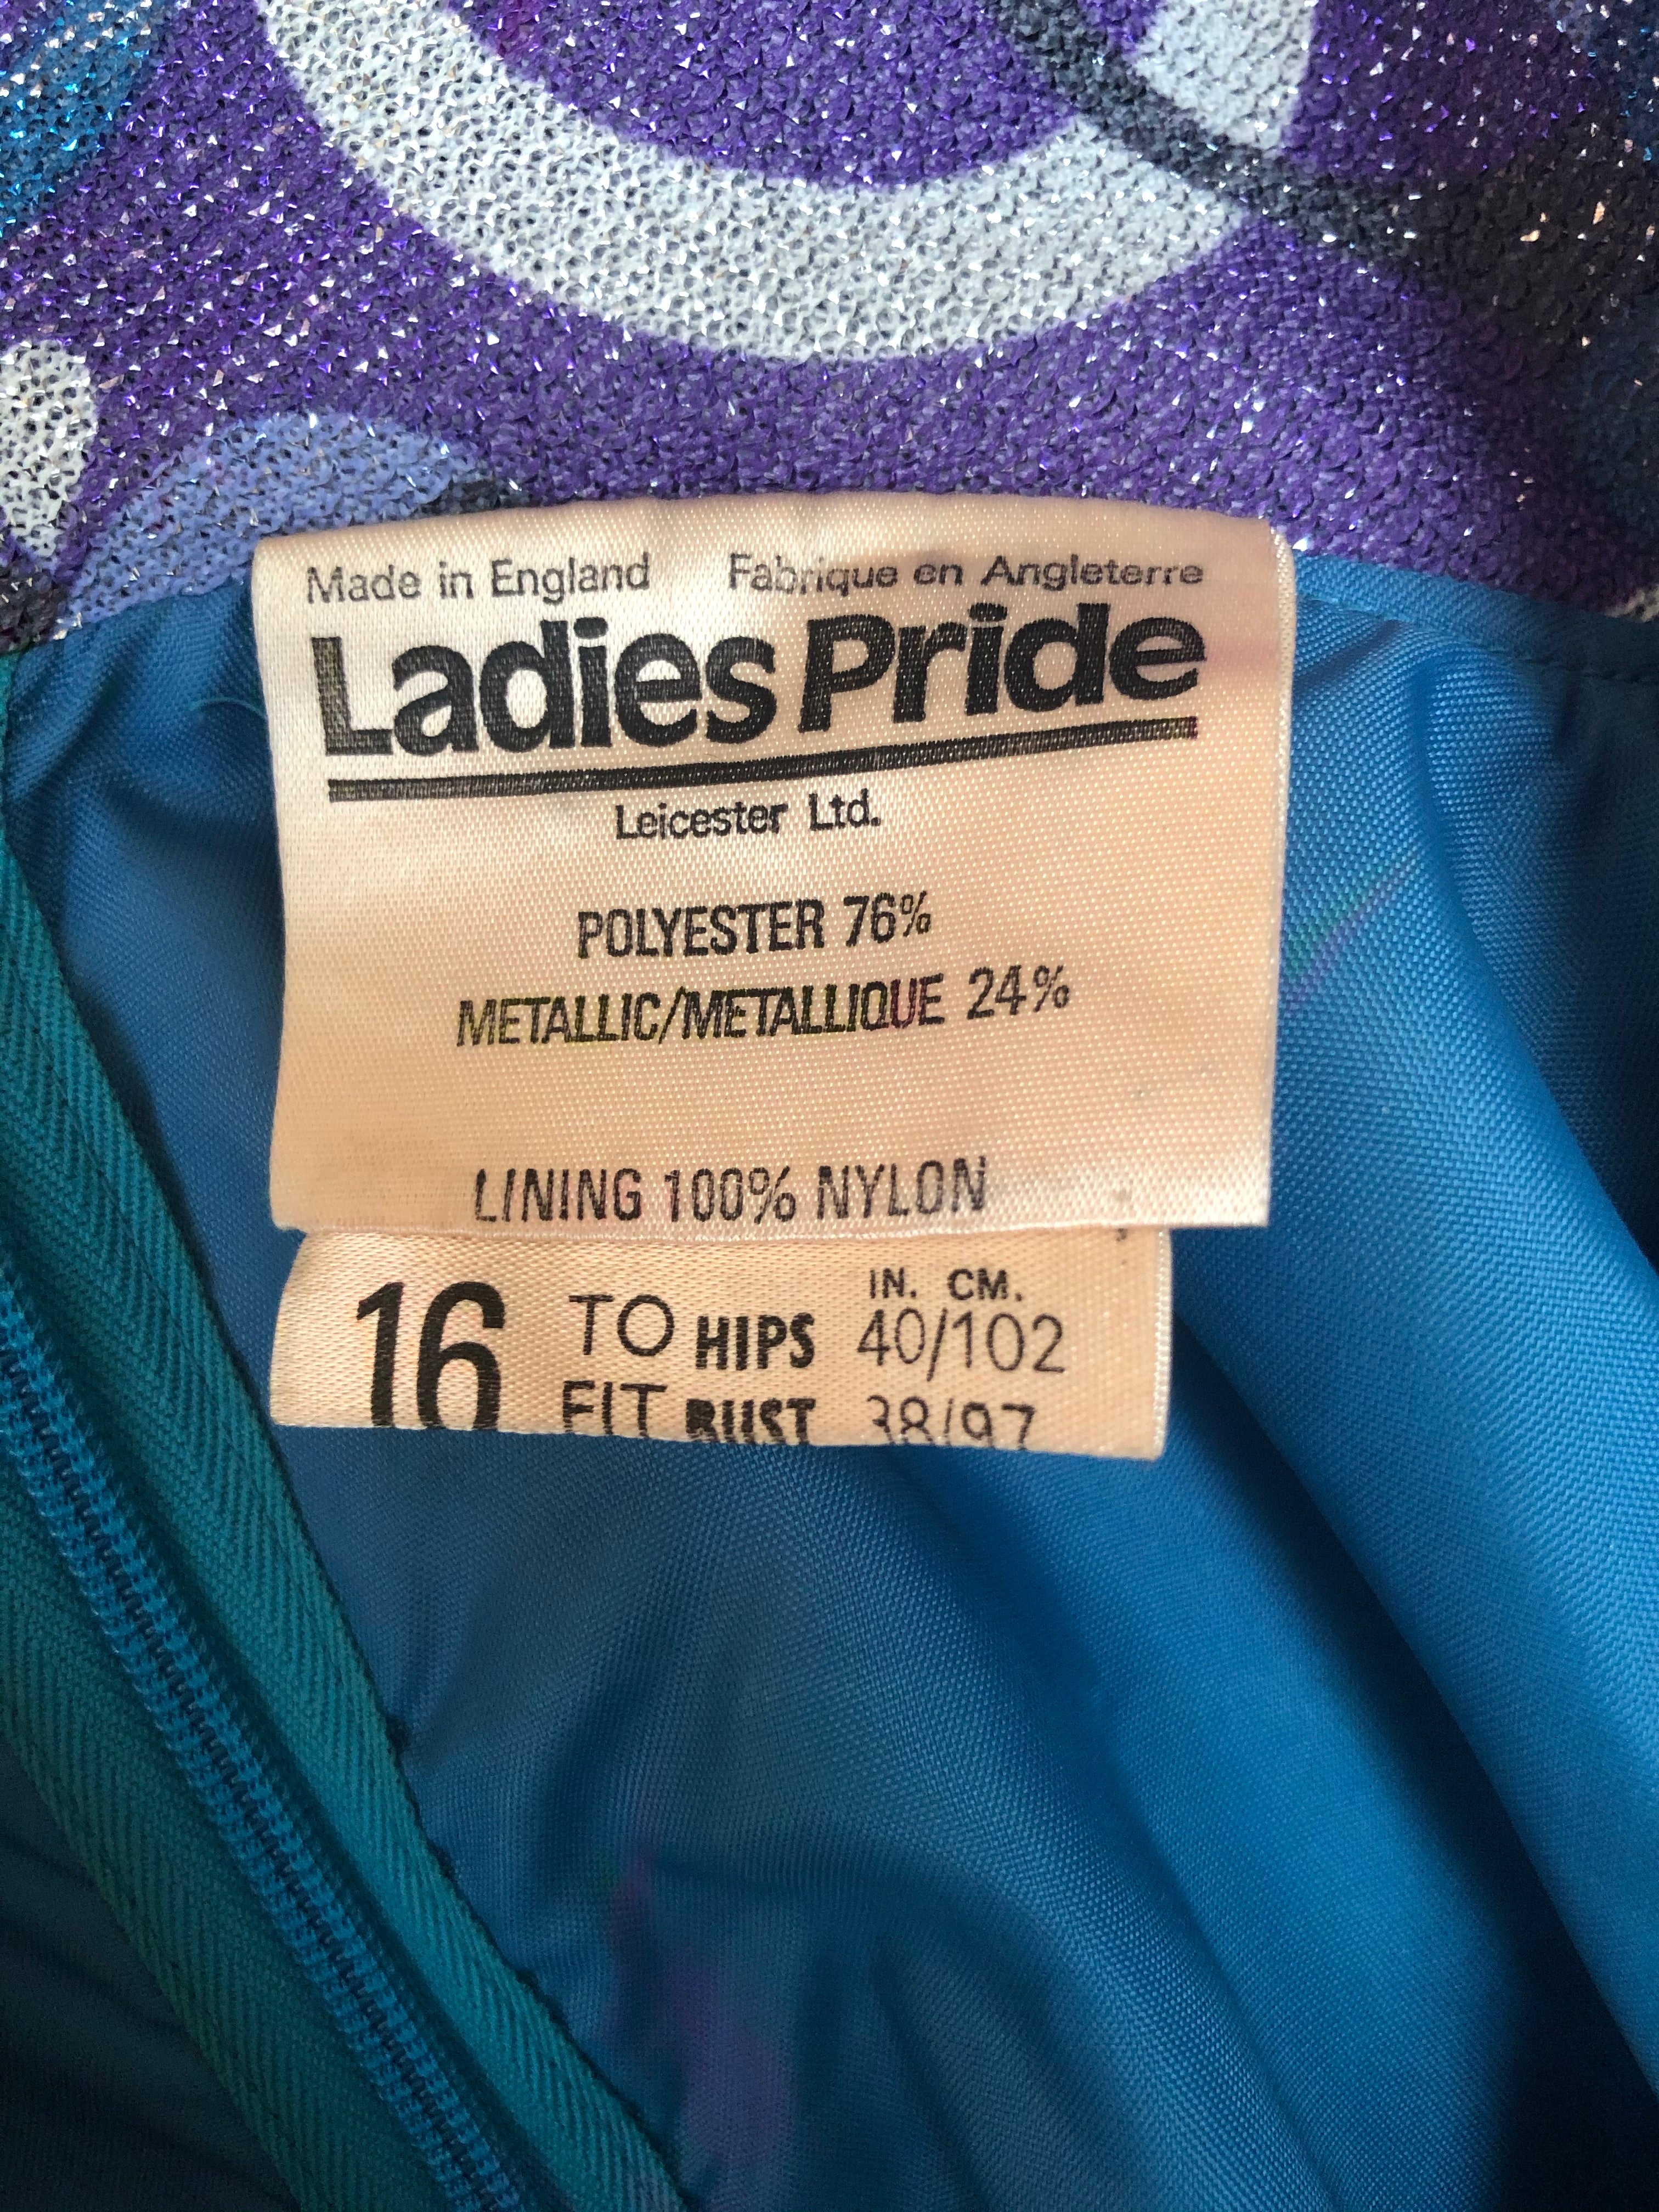 Made in England Fabrique en Angleterre
Ladies Pride
Leicester Ltd.
POLYESTER 76%
METALLIC/METALLIQUE 24%
LINING 100% NYLON
IN. CM.
16 TO HIPS 40/102
FIT BUST 38/97